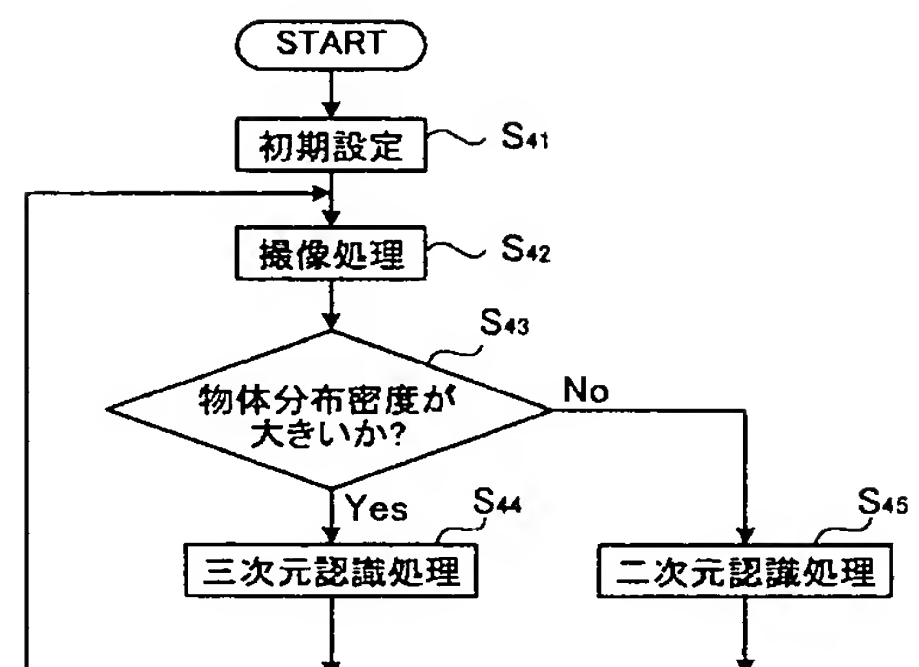 START
初期設定
S41
撮像処理
S42
S43
物体分布密度が
大きいか?
No
Yes
S44
S45
三次元認識処理
二次元認識処理